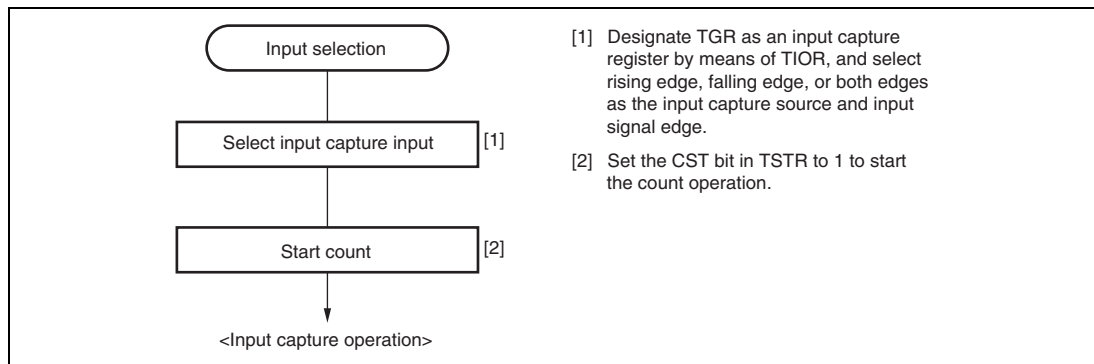 Input selection
Select input capture input
[1]
Start count
[2]
<Input capture operation>
[1] Designate TGR as an input capture
register by means of TIOR, and select
rising edge, falling edge, or both edges
as the input capture source and input
signal edge.
[2] Set the CST bit in TSTR to 1 to start
the count operation.